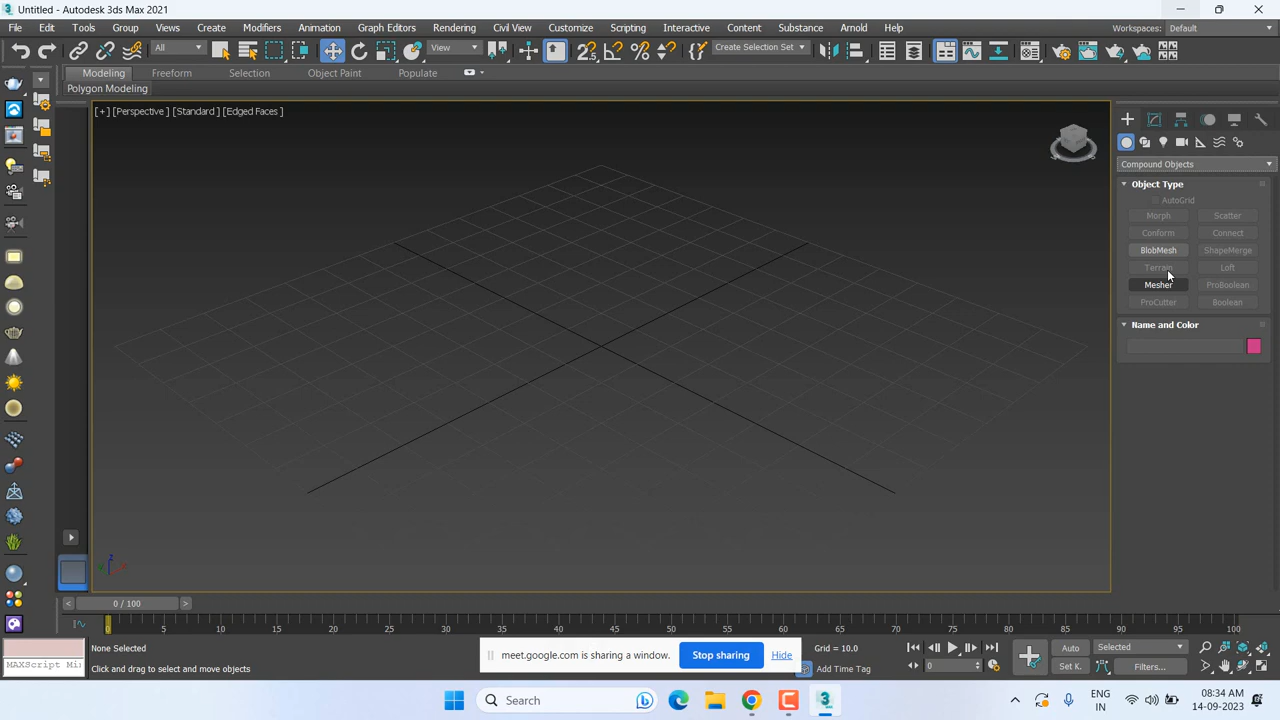 Untitled - Autodesk 3ds Max 2021
File Edit Tools Group Views Create Modifiers Animation Graph Editors Rendering Civil View Customize Scripting Interactive Content Substance Arnold Help Workspaces: Default
All View Create Selection Set
Modeling Freeform Selection Object Paint Populate
Polygon Modeling
[+] [Perspective ] [Standard ] [Edged Faces ]
Compound Objects
Object Type
AutoGrid
Morph Scatter
Conform Connect
BlobMesh ShapeMerge
Terrain Loft
Mesher ProBoolean
ProCutter Boolean
Name and Color
0 / 100
0 5 10 15 20 25 30 35 40 45 50 55 60 65 70 75 80 85 90 95 100
None Selected
MAXScript Mi
Click and drag to select and move objects
meet.google.com is sharing a window. Stop sharing Hide
Grid = 10.0
Add Time Tag
Auto Selected
Set K. Filters...
0
Search
ENG
IN
08:34 AM
14-09-2023